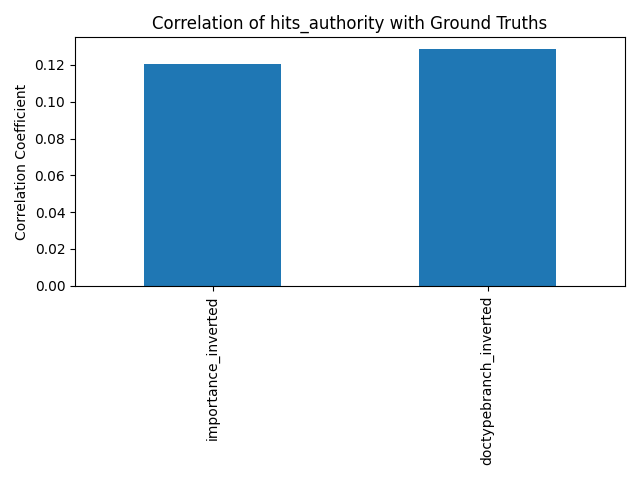 Correlation of hits_authority with Ground Truths
Correlation Coefficient
0.12
0.10
0.08
0.06
0.04
0.02
0.00
importance_inverted
doctypebranch_inverted